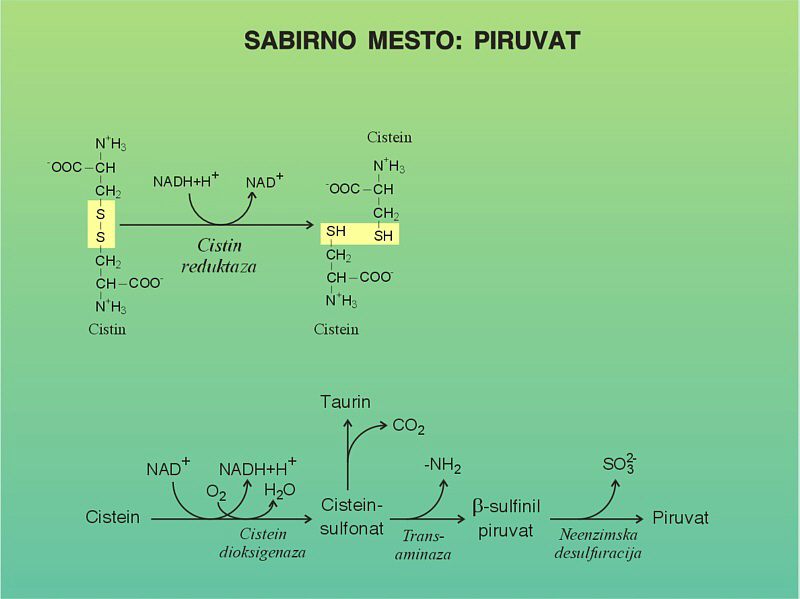 SABIRNO MESTO: PIRUVAT
Cistein
N⁺H₃
⁻OOC–CH
CH₂
S
S
CH₂
CH–COO⁻
N⁺H₃
Cistin
NADH+H⁺
NAD⁺
Cistin
reduktaza
N⁺H₃
⁻OOC–CH
CH₂
SH
SH
CH₂
CH–COO⁻
N⁺H₃
Cistein
Taurin
CO₂
NAD⁺
NADH+H⁺
O₂
H₂O
-NH₂
SO₃²⁻
Cistein
Cistein
dioksigenaza
Cistein-
sulfonat
Trans-
aminaza
β-sulfinil
piruvat
Neenzimska
desulfuracija
Piruvat